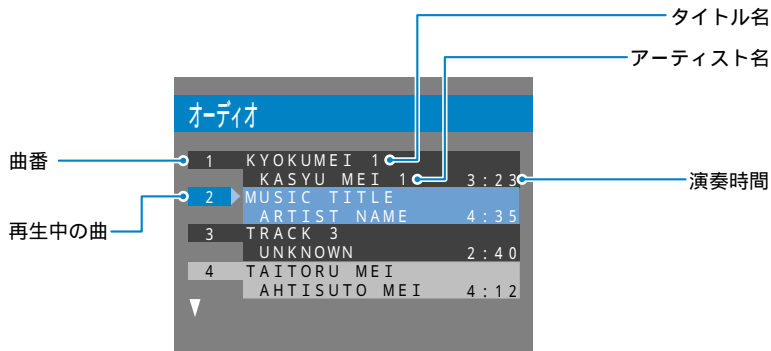 タイトル名
アーティスト名
オーディオ
曲番
1 KYOKUMEI 1
KASYU MEI 1 3:23
演奏時間
2 MUSIC TITLE
ARTIST NAME 4:35
再生中の曲
3 TRACK 3
UNKNOWN 2:40
4 TAITORU MEI
AHTISUTO MEI 4:12